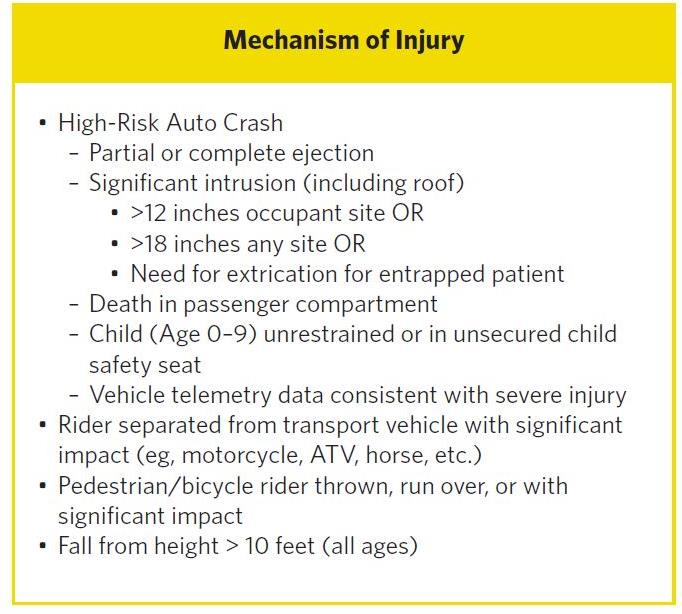 Mechanism of Injury
• High-Risk Auto Crash
– Partial or complete ejection
– Significant intrusion (including roof)
• >12 inches occupant site OR
• >18 inches any site OR
• Need for extrication for entrapped patient
– Death in passenger compartment
– Child (Age 0–9) unrestrained or in unsecured child
safety seat
– Vehicle telemetry data consistent with severe injury
• Rider separated from transport vehicle with significant
impact (eg, motorcycle, ATV, horse, etc.)
• Pedestrian/bicycle rider thrown, run over, or with
significant impact
• Fall from height > 10 feet (all ages)